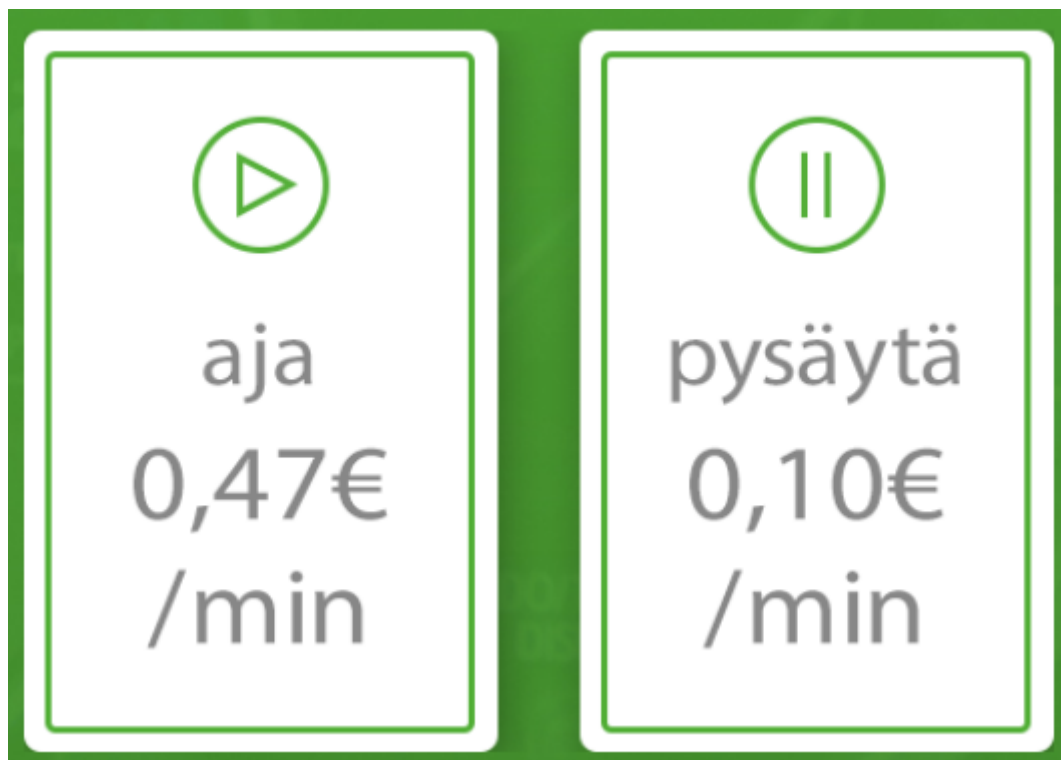 aja
0,47€
/min
pysäytä
0,10€
/min